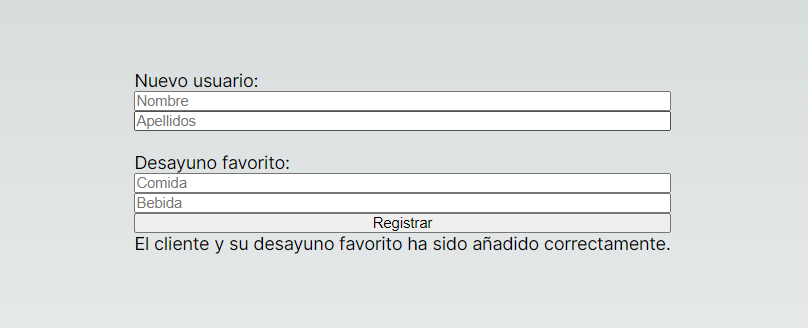 Nuevo usuario:
Nombre
Apellidos
Desayuno favorito:
Comida
Bebida
Registrar
El cliente y su desayuno favorito ha sido añadido correctamente.